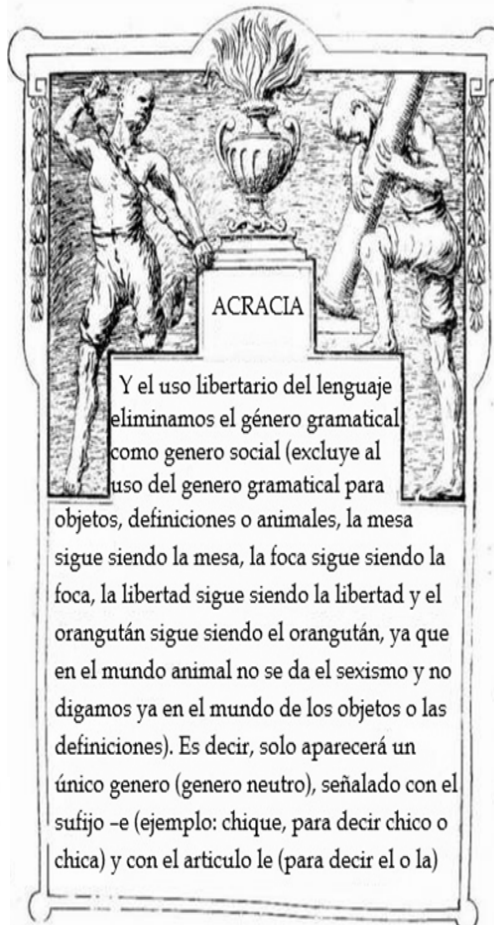 ACRACIA
Y el uso libertario del lenguaje
eliminamos el género gramatical
como genero social (excluye al
uso del genero gramatical para
objetos, definiciones o animales, la mesa
sigue siendo la mesa, la foca sigue siendo la
foca, la libertad sigue siendo la libertad y el
orangután sigue siendo el orangután, ya que
en el mundo animal no se da el sexismo y no
digamos ya en el mundo de los objetos o las
definiciones). Es decir, solo aparecerá un
único genero (genero neutro), señalado con el
sufijo –e (ejemplo: chique, para decir chico o
chica) y con el articulo le (para decir el o la)